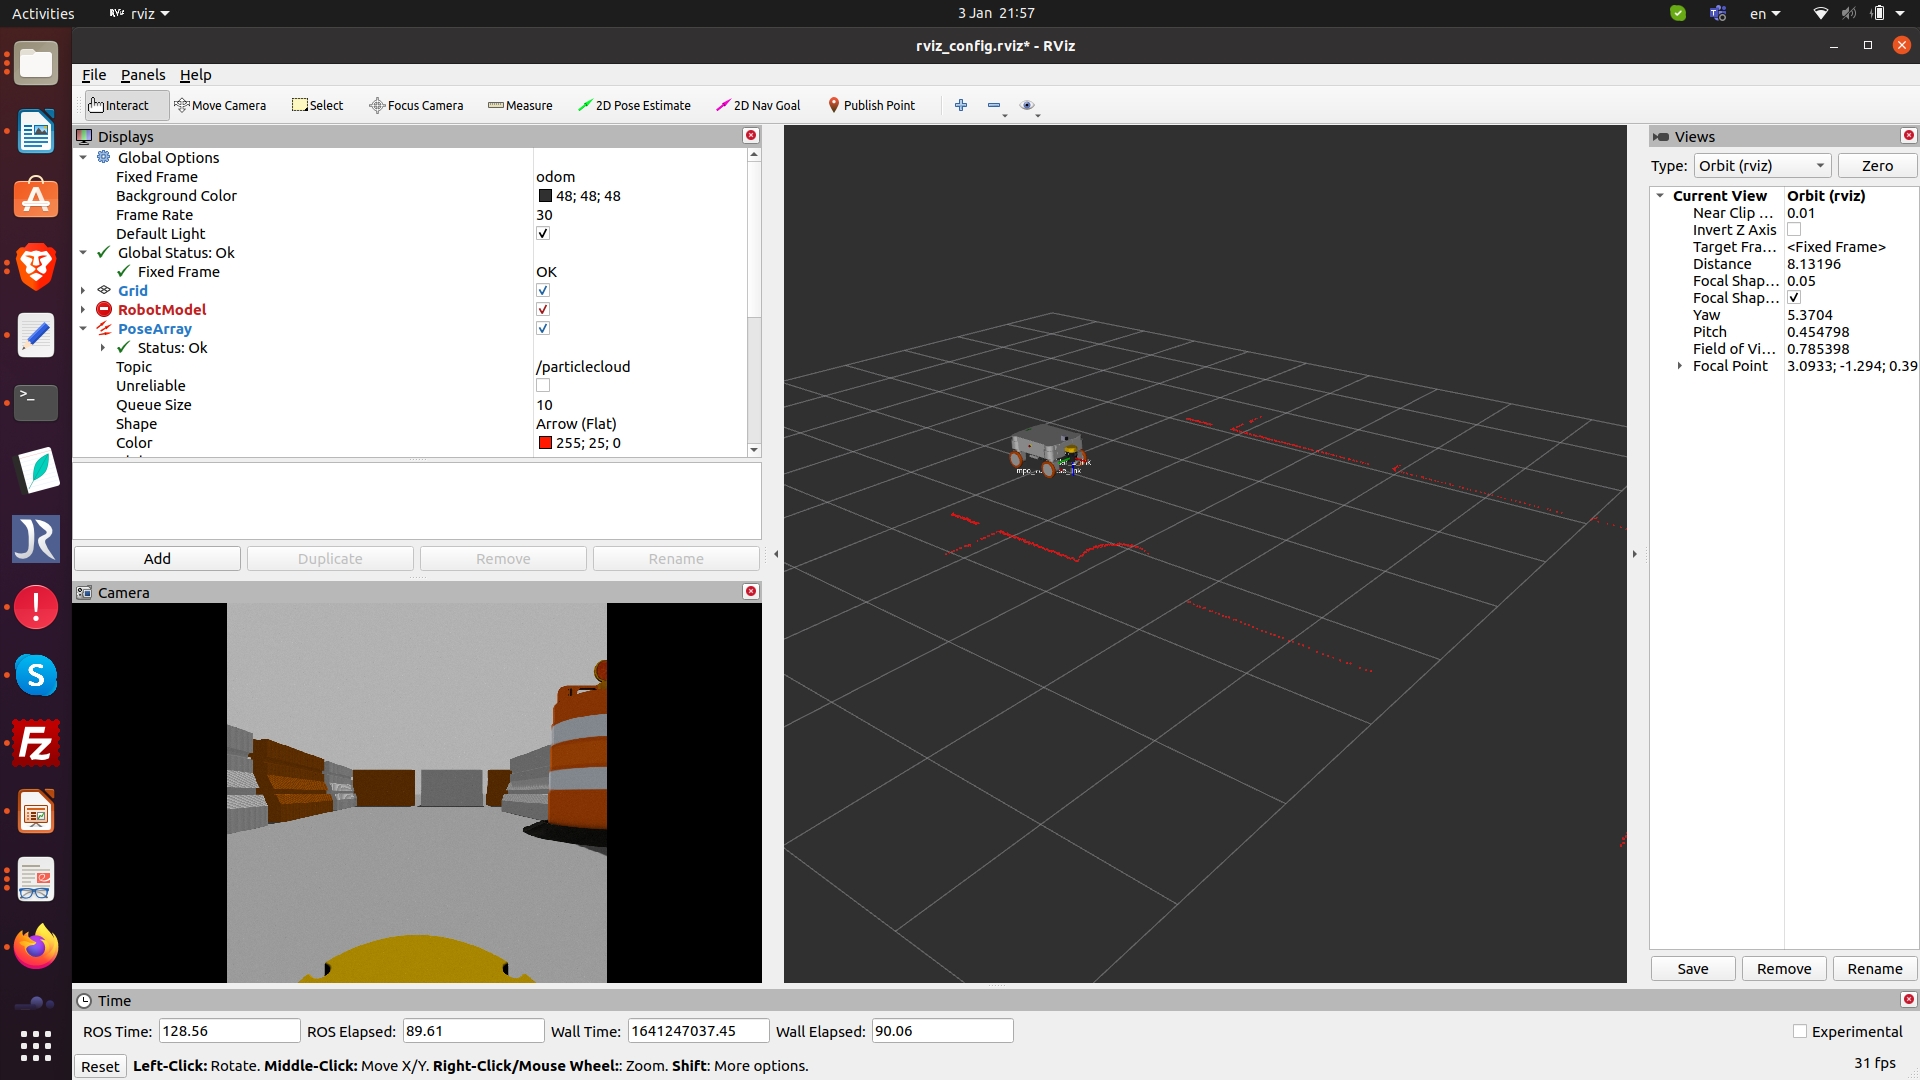 Activities
RViz
rviz
3 Jan 21:57
en
rviz_config.rviz* - RViz
File Panels Help
Interact Move Camera Select Focus Camera Measure 2D Pose Estimate 2D Nav Goal Publish Point
Displays
Global Options
Fixed Frame odom
Background Color 48; 48; 48
Frame Rate 30
Default Light
Global Status: Ok
Fixed Frame OK
Grid
RobotModel
PoseArray
Status: Ok
Topic /particlecloud
Unreliable
Queue Size 10
Shape Arrow (Flat)
Color 255; 25; 0
Add Duplicate Remove Rename
Camera
Views
Type: Orbit (rviz) Zero
Current View Orbit (rviz)
Near Clip ... 0.01
Invert Z Axis
Target Fra... <Fixed Frame>
Distance 8.13196
Focal Shap... 0.05
Focal Shap...
Yaw 5.3704
Pitch 0.454798
Field of Vi... 0.785398
Focal Point 3.0933; -1.294; 0.39
Save Remove Rename
Time
ROS Time: 128.56 ROS Elapsed: 89.61 Wall Time: 1641247037.45 Wall Elapsed: 90.06
Experimental
Reset Left-Click: Rotate. Middle-Click: Move X/Y. Right-Click/Mouse Wheel:: Zoom. Shift: More options.
31 fps